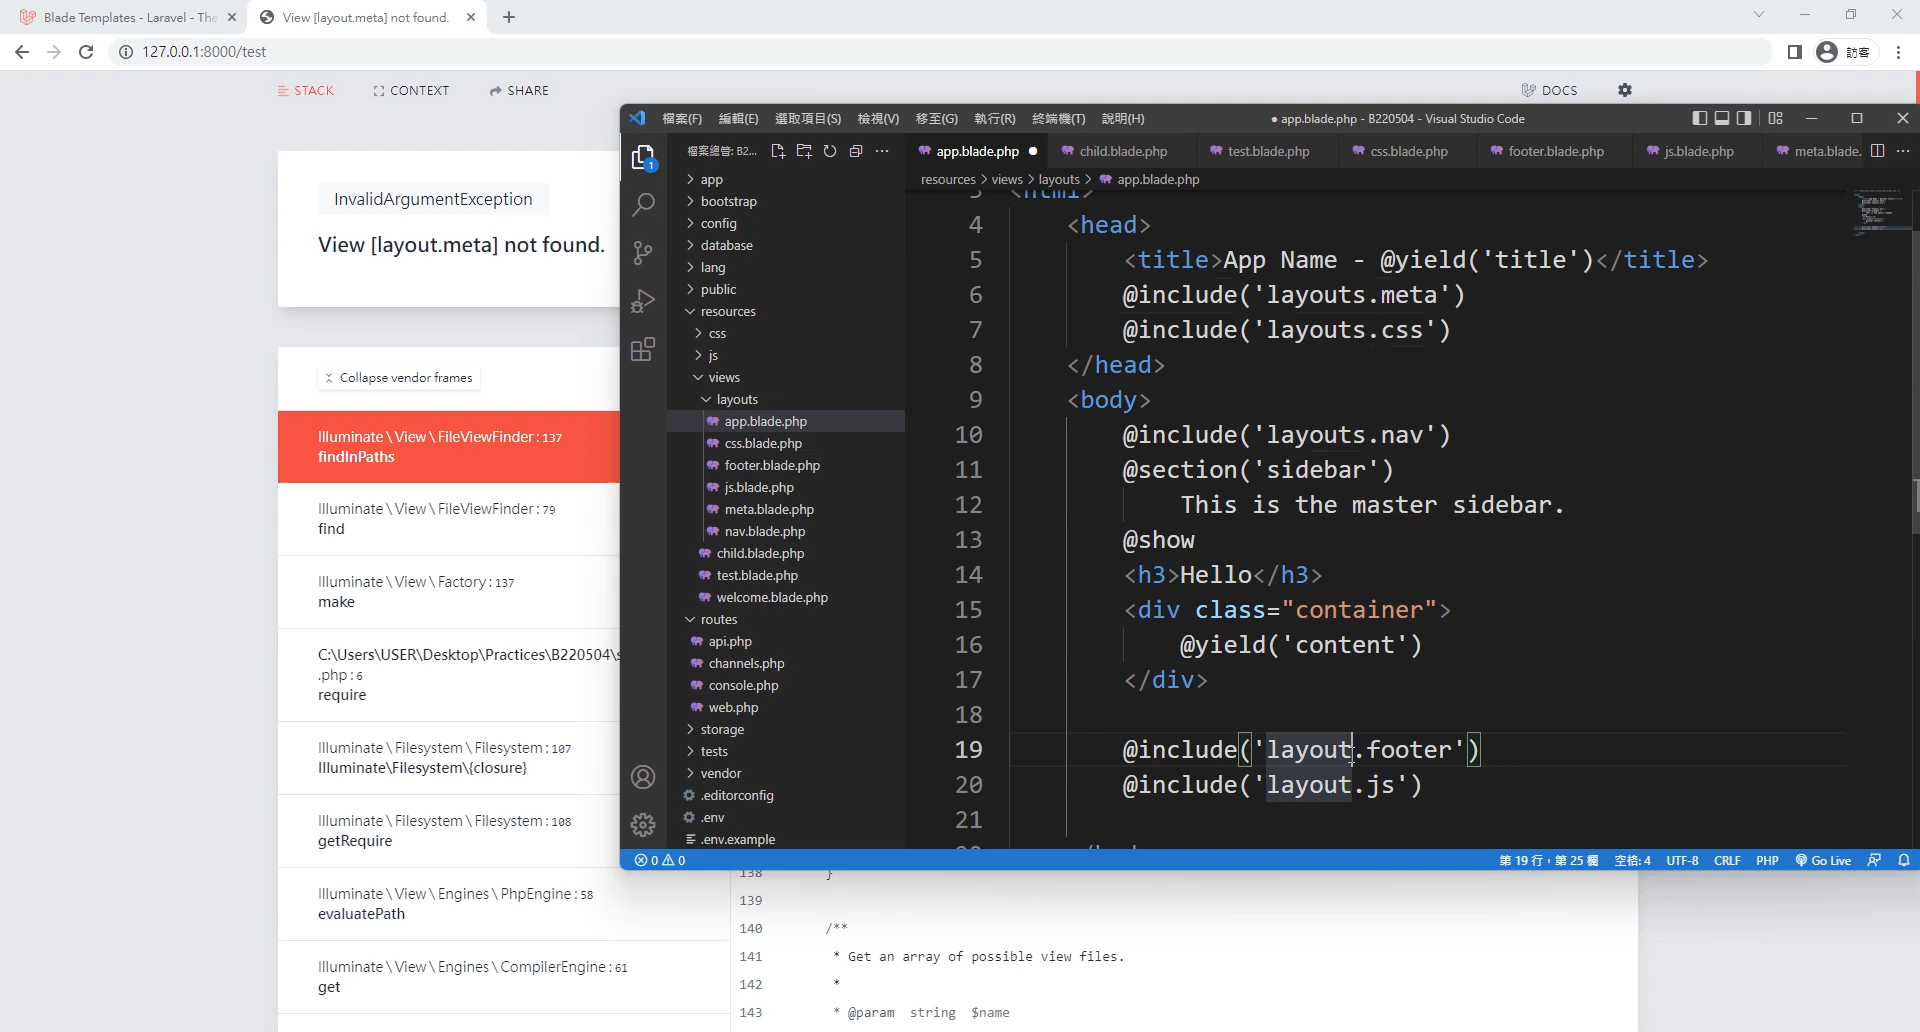 Blade Templates - Laravel - The
View [layout.meta] not found.
127.0.0.1:8000/test
訪客
STACK
CONTEXT
SHARE
DOCS
InvalidArgumentException
View [layout.meta] not found.
Collapse vendor frames
Illuminate\View\FileViewFinder:137
findInPaths
Illuminate\View\FileViewFinder:79
find
Illuminate\View\Factory:137
make
C:\Users\USER\Desktop\Practices\B220504\s
.php:6
require
Illuminate\Filesystem\Filesystem:107
Illuminate\Filesystem\{closure}
Illuminate\Filesystem\Filesystem:108
getRequire
Illuminate\View\Engines\PhpEngine:58
evaluatePath
Illuminate\View\Engines\CompilerEngine:61
get
檔案(F) 編輯(E) 選取項目(S) 檢視(V) 移至(G) 執行(R) 終端機(T) 說明(H)
● app.blade.php - B220504 - Visual Studio Code
1
檔案總管: B2...
app
bootstrap
config
database
lang
public
resources
css
js
views
layouts
app.blade.php
css.blade.php
footer.blade.php
js.blade.php
meta.blade.php
nav.blade.php
child.blade.php
test.blade.php
welcome.blade.php
routes
api.php
channels.php
console.php
web.php
storage
tests
vendor
.editorconfig
.env
.env.example
app.blade.php ● child.blade.php test.blade.php css.blade.php footer.blade.php js.blade.php meta.blade.
resources > views > layouts > app.blade.php
3 <html>
4 <head>
5 <title>App Name - @yield('title')</title>
6 @include('layouts.meta')
7 @include('layouts.css')
8 </head>
9 <body>
10 @include('layouts.nav')
11 @section('sidebar')
12 This is the master sidebar.
13 @show
14 <h3>Hello</h3>
15 <div class="container">
16 @yield('content')
17 </div>
18
19 @include('layout.footer')
20 @include('layout.js')
21
0 0
第 19 行，第 25 欄 空格: 4 UTF-8 CRLF PHP Go Live
138 }
139
140 /**
141 * Get an array of possible view files.
142 *
143 * @param string $name